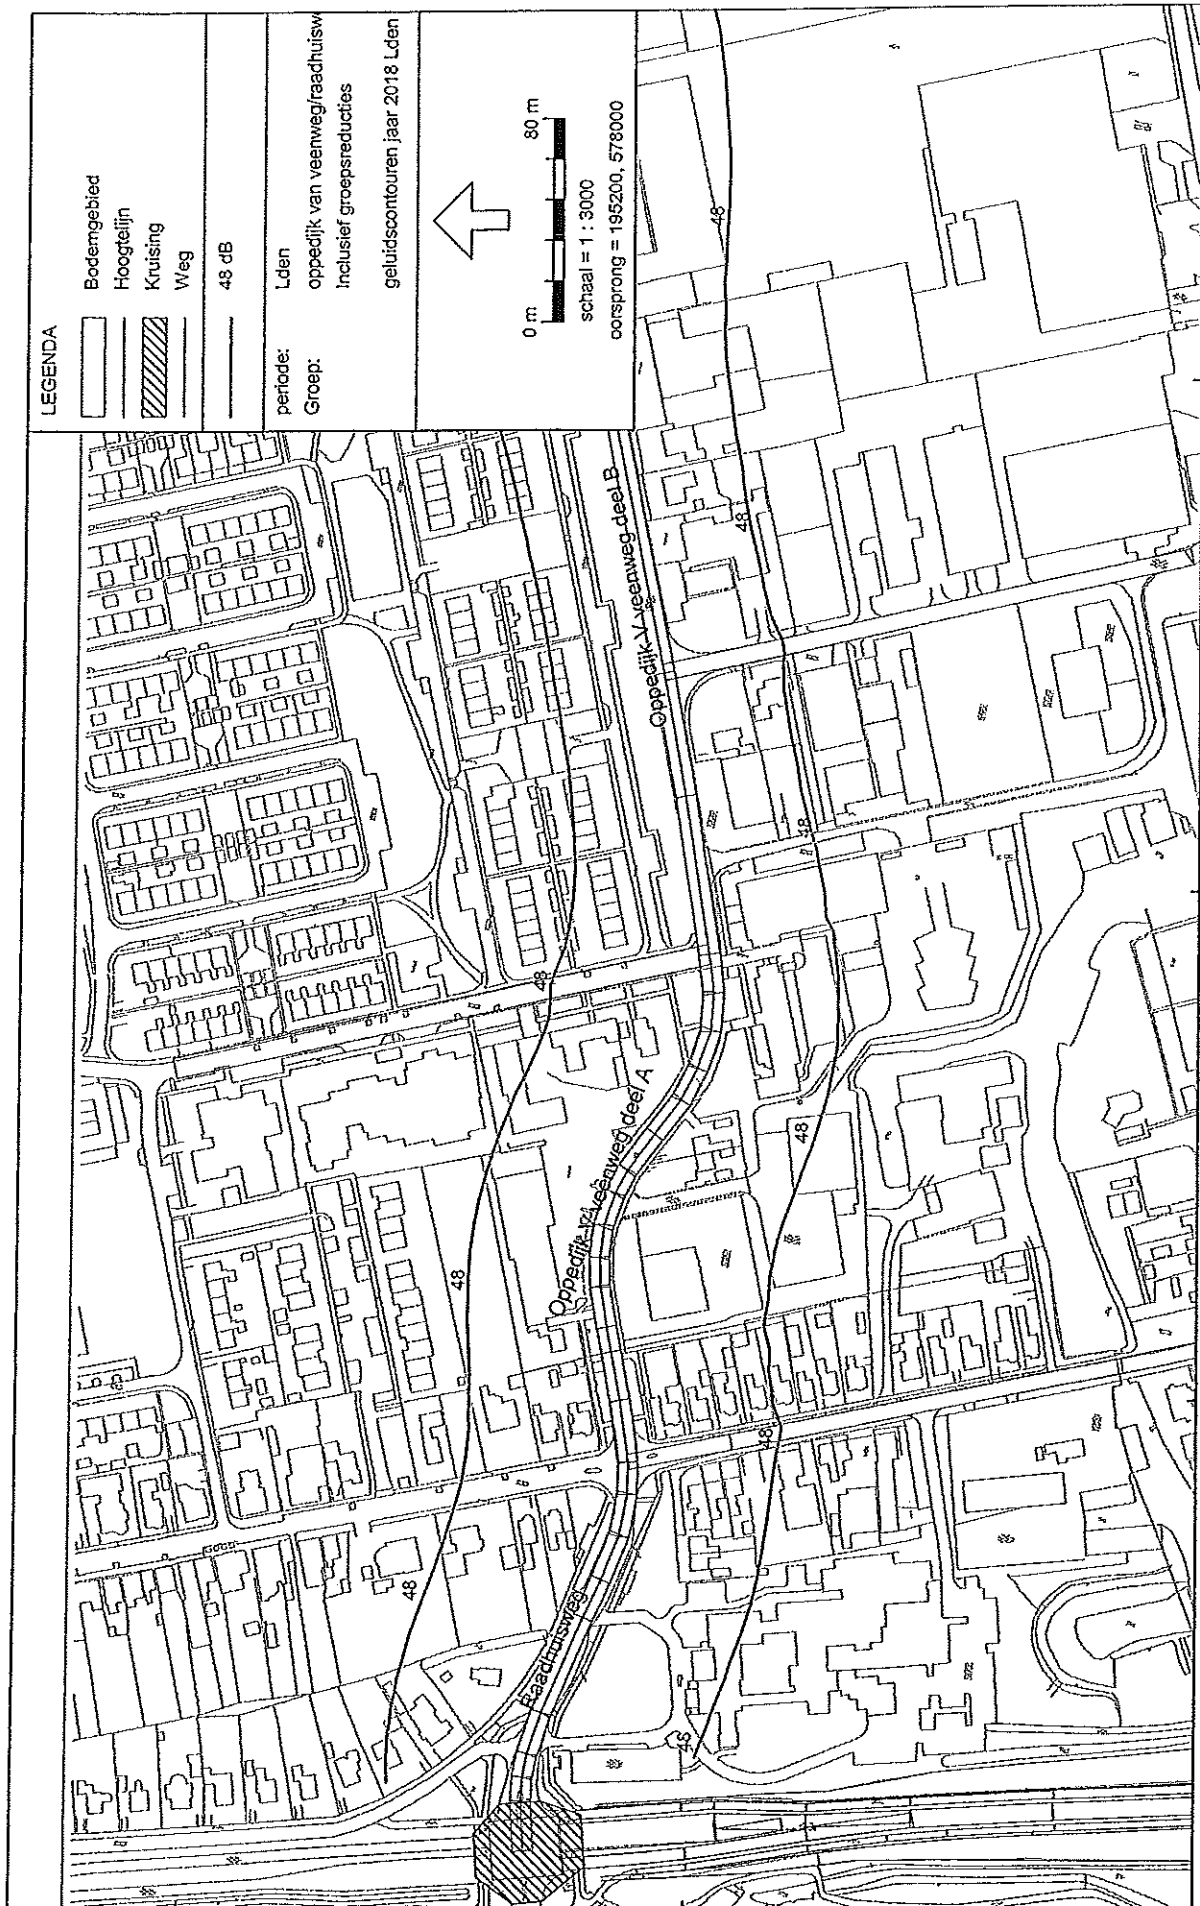 LEGENDA
Bodemgebied
Hoogtelijn
Kruising
Weg
48 dB
periode: Lden
Groep: oppedijk van veenweg/raadhuisw
Inclusief groepsreducties
geluidscontouren jaar 2018 Lden
0 m 80 m
schaal = 1 : 3000
oorsprong = 195200, 578000
48
48
48
Raadhuisweg
Oppedijk V veenweg deel A
Oppedijk V veenweg deel B
48
48
48
48
48
48